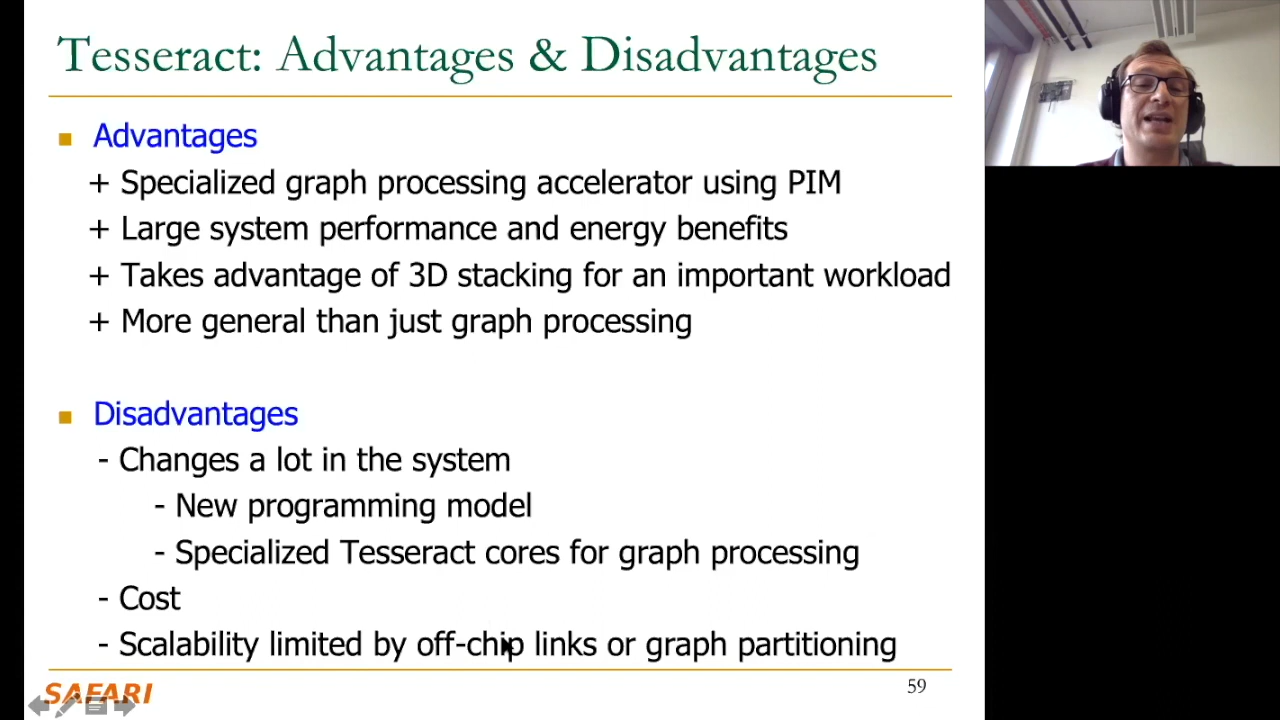 Tesseract: Advantages & Disadvantages
Advantages
+ Specialized graph processing accelerator using PIM
+ Large system performance and energy benefits
+ Takes advantage of 3D stacking for an important workload
+ More general than just graph processing
Disadvantages
- Changes a lot in the system
- New programming model
- Specialized Tesseract cores for graph processing
- Cost
- Scalability limited by off-chip links or graph partitioning
SAFARI
59